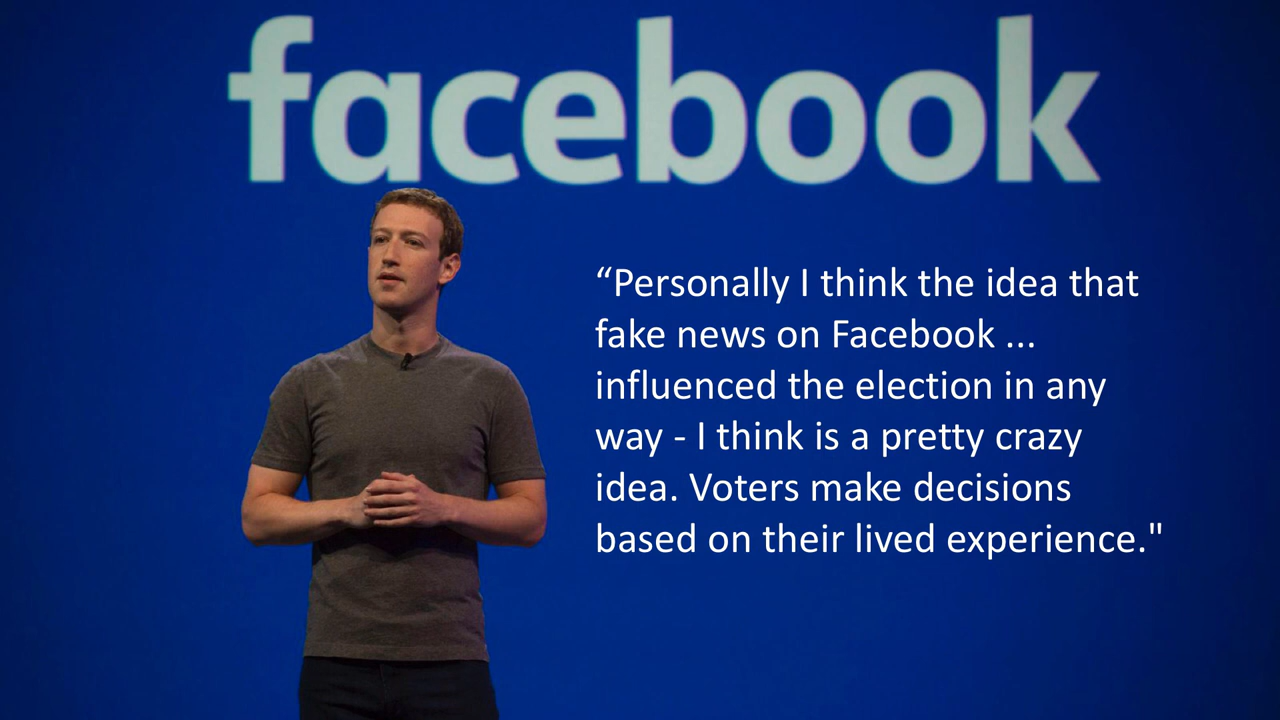 facebook
“Personally I think the idea that
fake news on Facebook ...
influenced the election in any
way - I think is a pretty crazy
idea. Voters make decisions
based on their lived experience."